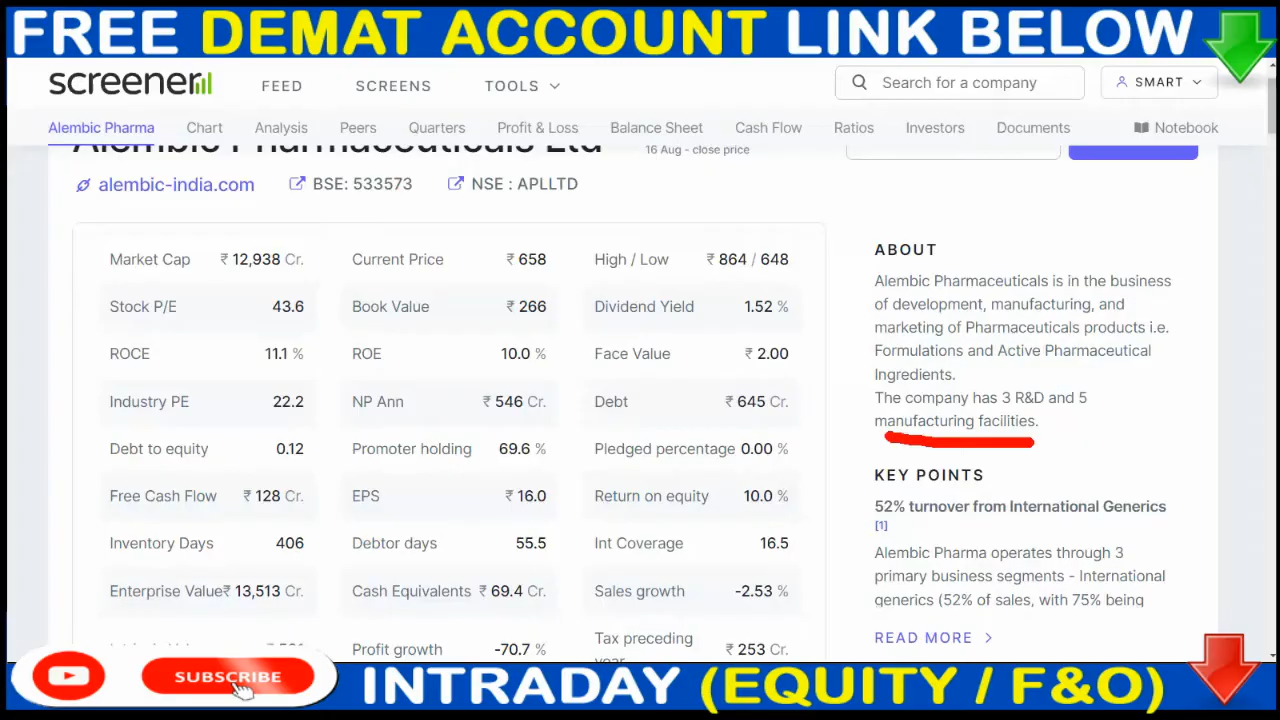 FREE DEMAT ACCOUNT LINK BELOW
screener
FEED SCREENS TOOLS
Search for a company
SMART
Alembic Pharma Chart Analysis Peers Quarters Profit & Loss Balance Sheet Cash Flow Ratios Investors Documents Notebook
Alembic Pharmaceuticals Ltd
16 Aug - close price
alembic-india.com BSE: 533573 NSE : APLLTD
Market Cap ₹ 12,938 Cr. Current Price ₹ 658 High / Low ₹ 864 / 648
Stock P/E 43.6 Book Value ₹ 266 Dividend Yield 1.52 %
ROCE 11.1 % ROE 10.0 % Face Value ₹ 2.00
Industry PE 22.2 NP Ann ₹ 546 Cr. Debt ₹ 645 Cr.
Debt to equity 0.12 Promoter holding 69.6 % Pledged percentage 0.00 %
Free Cash Flow ₹ 128 Cr. EPS ₹ 16.0 Return on equity 10.0 %
Inventory Days 406 Debtor days 55.5 Int Coverage 16.5
Enterprise Value ₹ 13,513 Cr. Cash Equivalents ₹ 69.4 Cr. Sales growth -2.53 %
Profit growth -70.7 % Tax preceding ₹ 253 Cr.
ABOUT
Alembic Pharmaceuticals is in the business
of development, manufacturing, and
marketing of Pharmaceuticals products i.e.
Formulations and Active Pharmaceutical
Ingredients.
The company has 3 R&D and 5
manufacturing facilities.
KEY POINTS
52% turnover from International Generics
[1]
Alembic Pharma operates through 3
primary business segments - International
generics (52% of sales, with 75% being
READ MORE
SUBSCRIBE
INTRADAY (EQUITY / F&O)